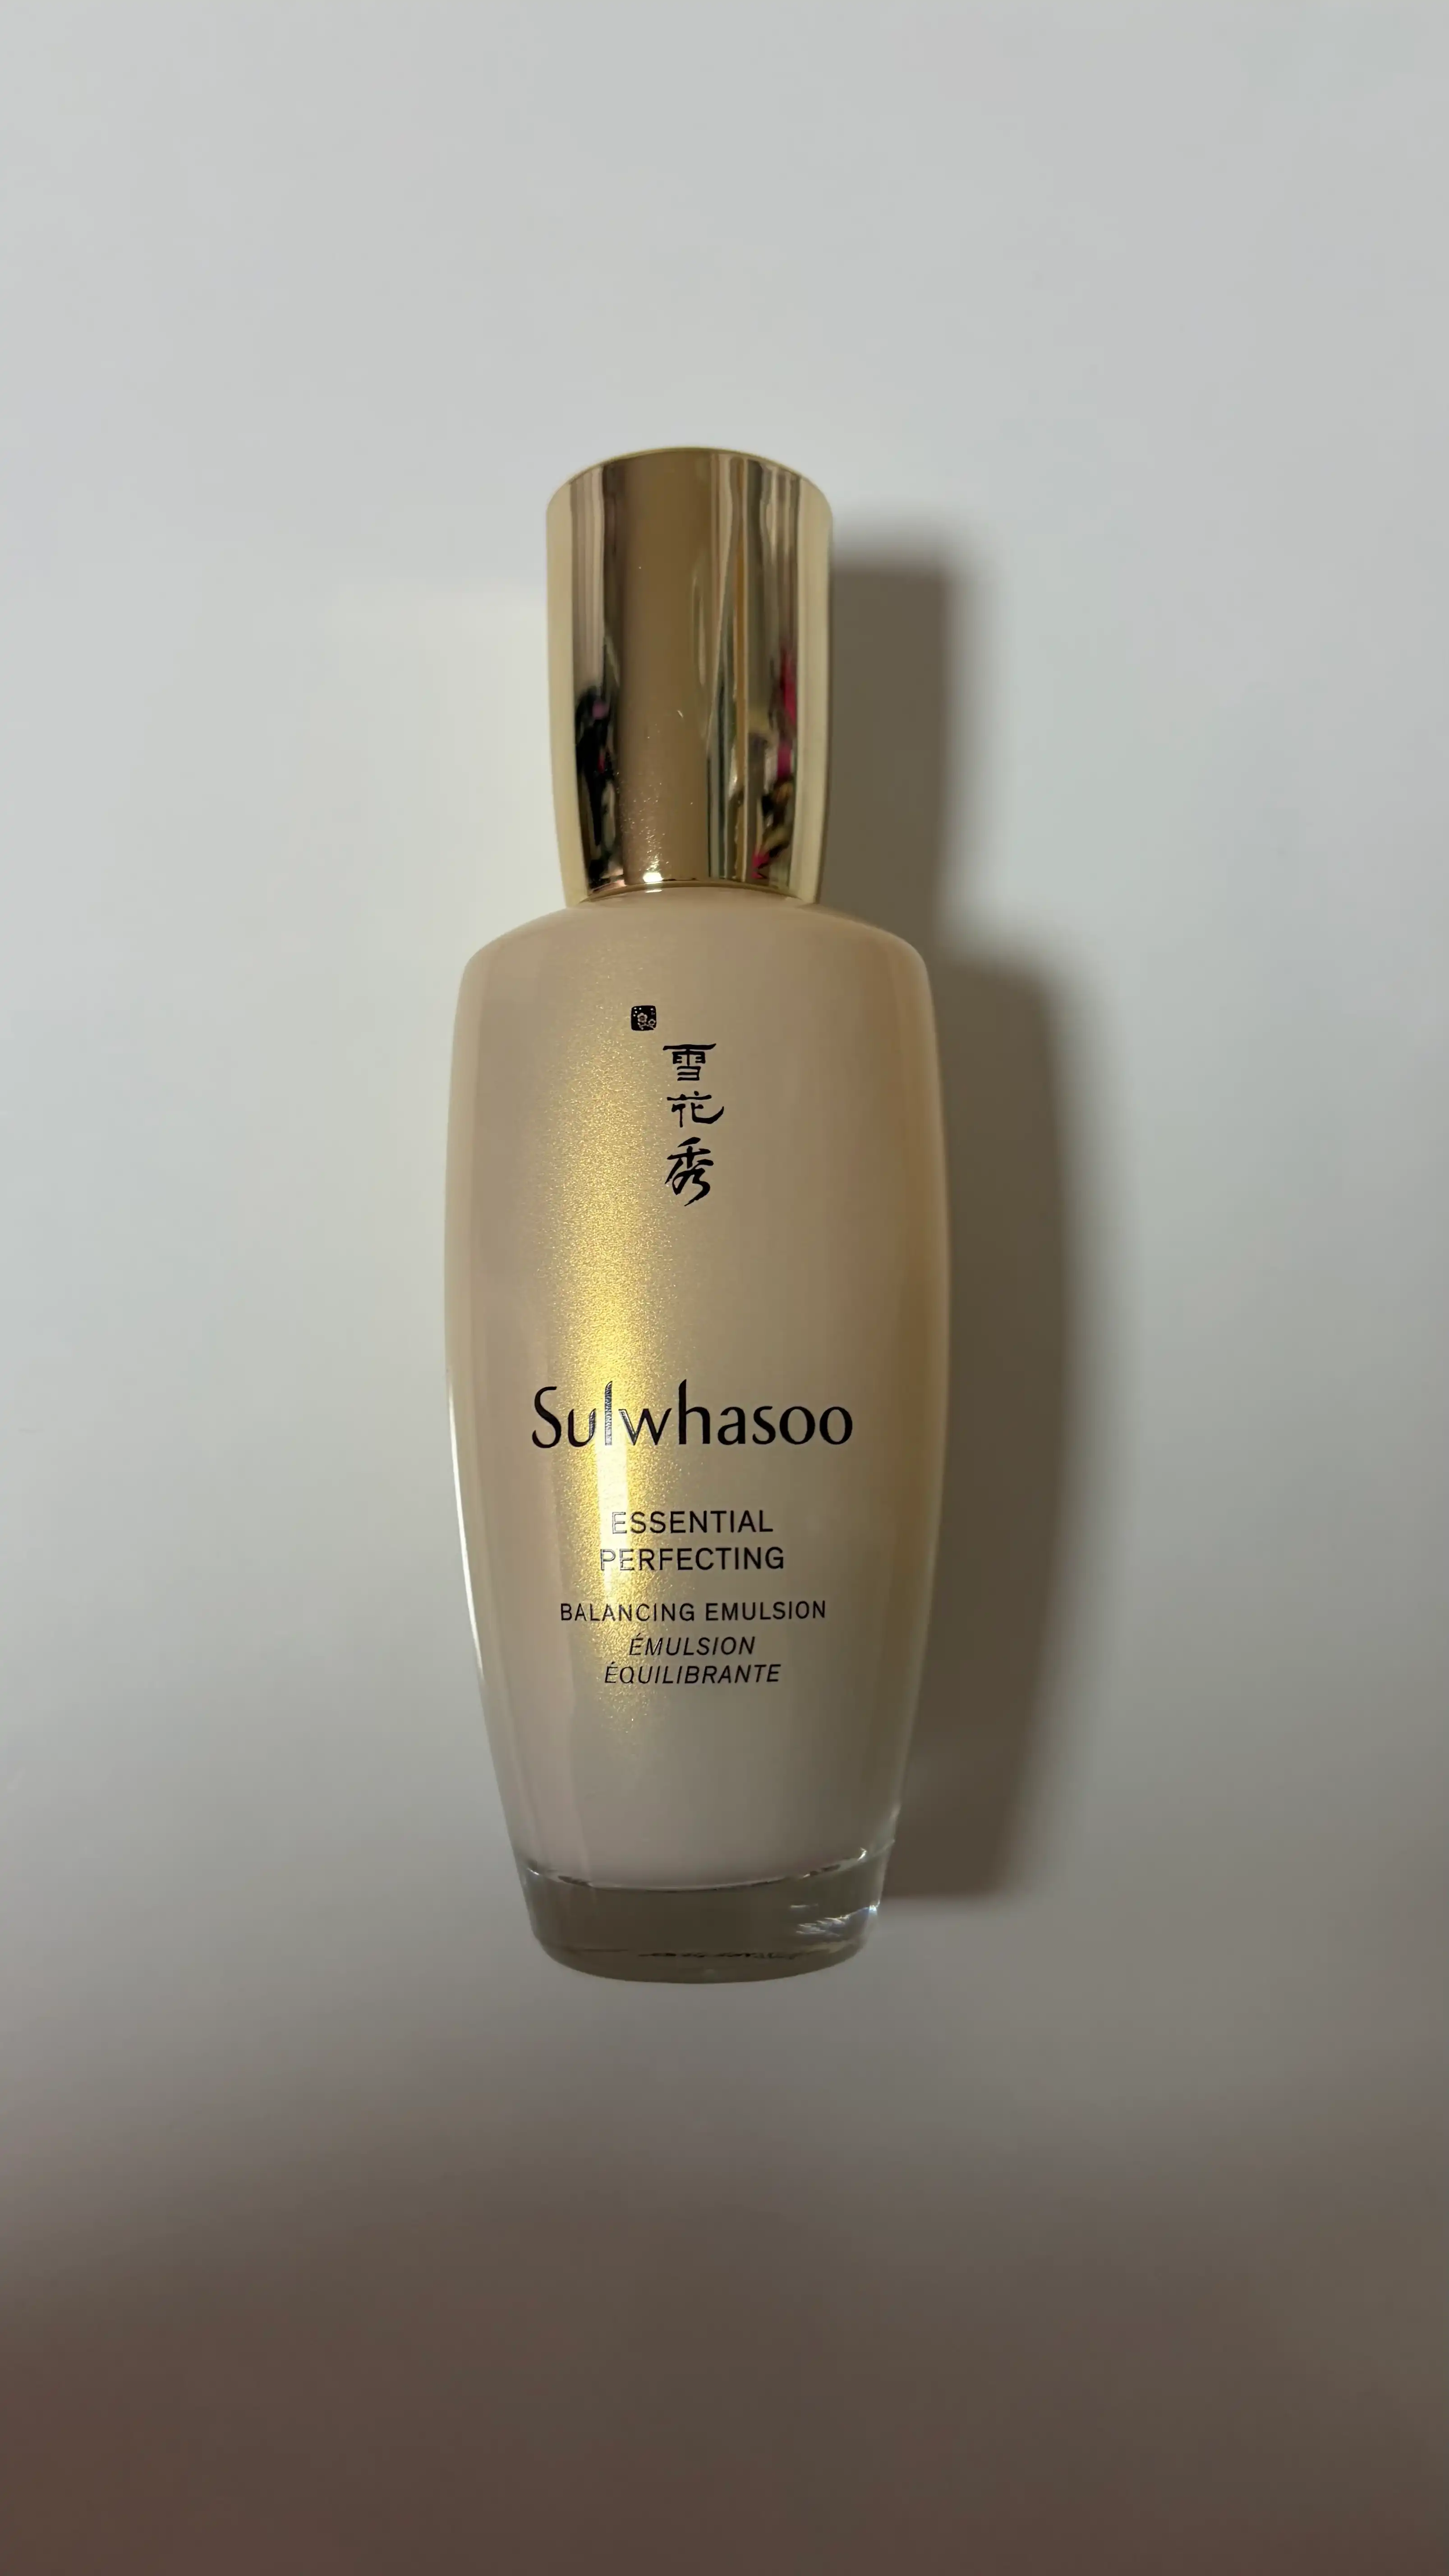 雪花秀
Sulwhasoo
ESSENTIAL
PERFECTING
BALANCING EMULSION
ÉMULSION
ÉQUILIBRANTE